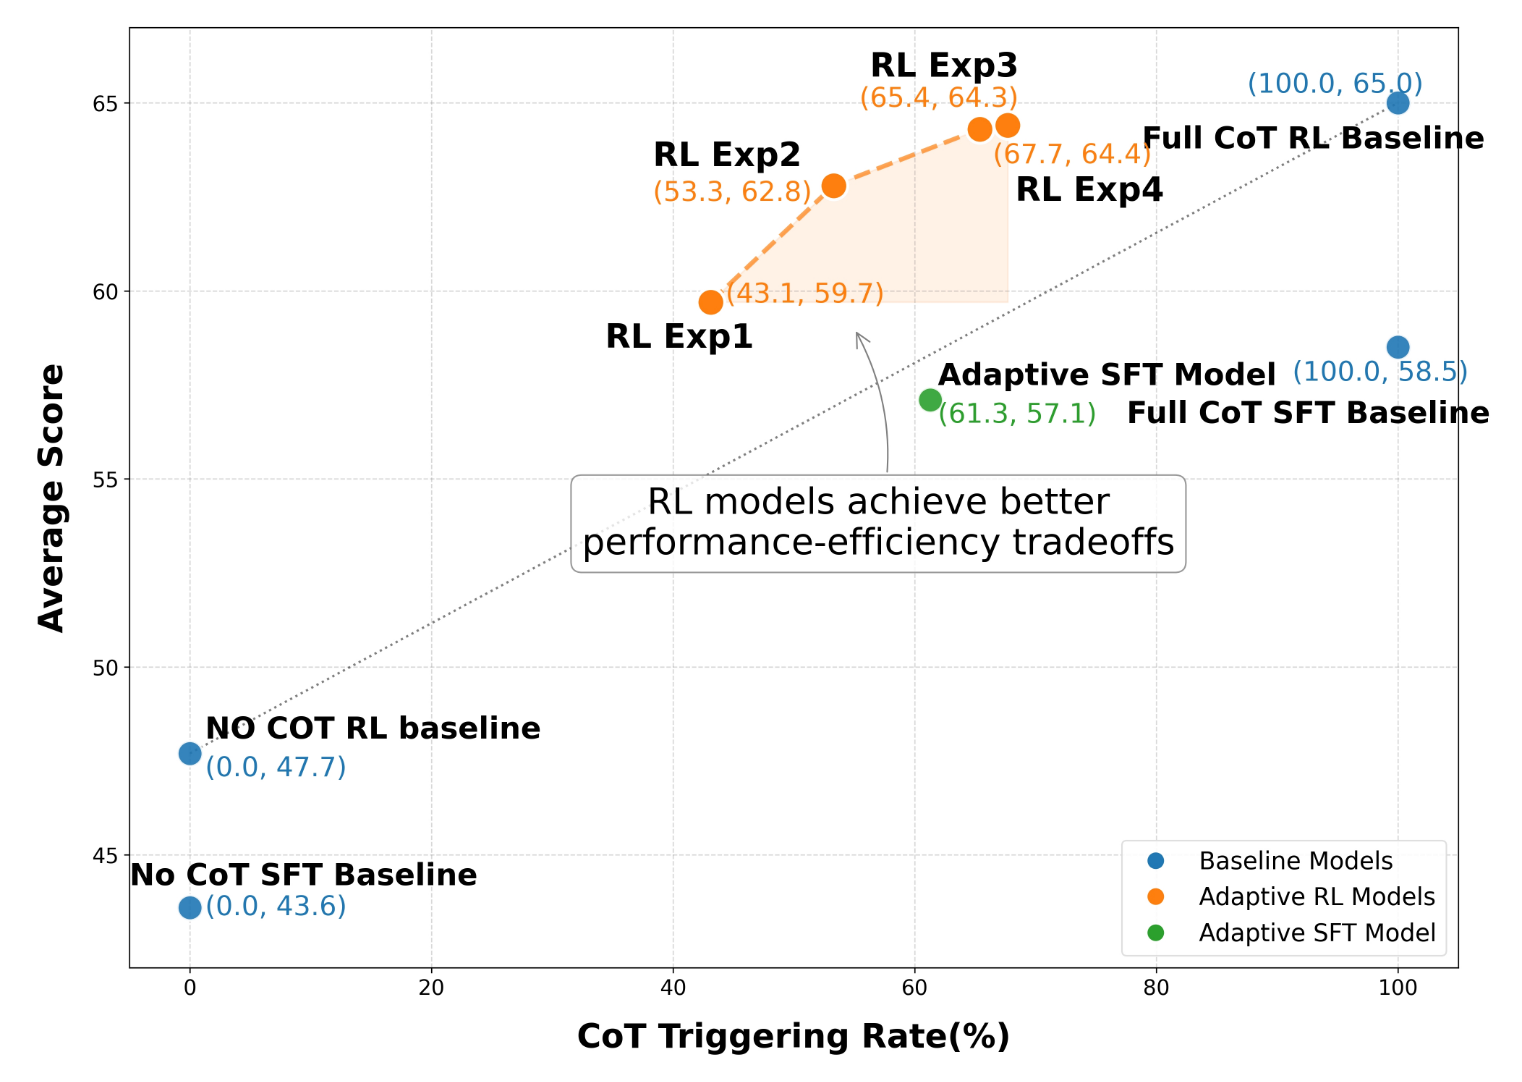 RL Exp3
(65.4, 64.3)
(100.0, 65.0)
Full CoT RL Baseline
RL Exp2
(53.3, 62.8)
(67.7, 64.4)
RL Exp4
(43.1, 59.7)
RL Exp1
Adaptive SFT Model
(61.3, 57.1)
(100.0, 58.5)
Full CoT SFT Baseline
RL models achieve better
performance-efficiency tradeoffs
NO COT RL baseline
(0.0, 47.7)
No CoT SFT Baseline
(0.0, 43.6)
Baseline Models
Adaptive RL Models
Adaptive SFT Model
65
60
55
50
45
Average Score
0 20 40 60 80 100
CoT Triggering Rate(%)